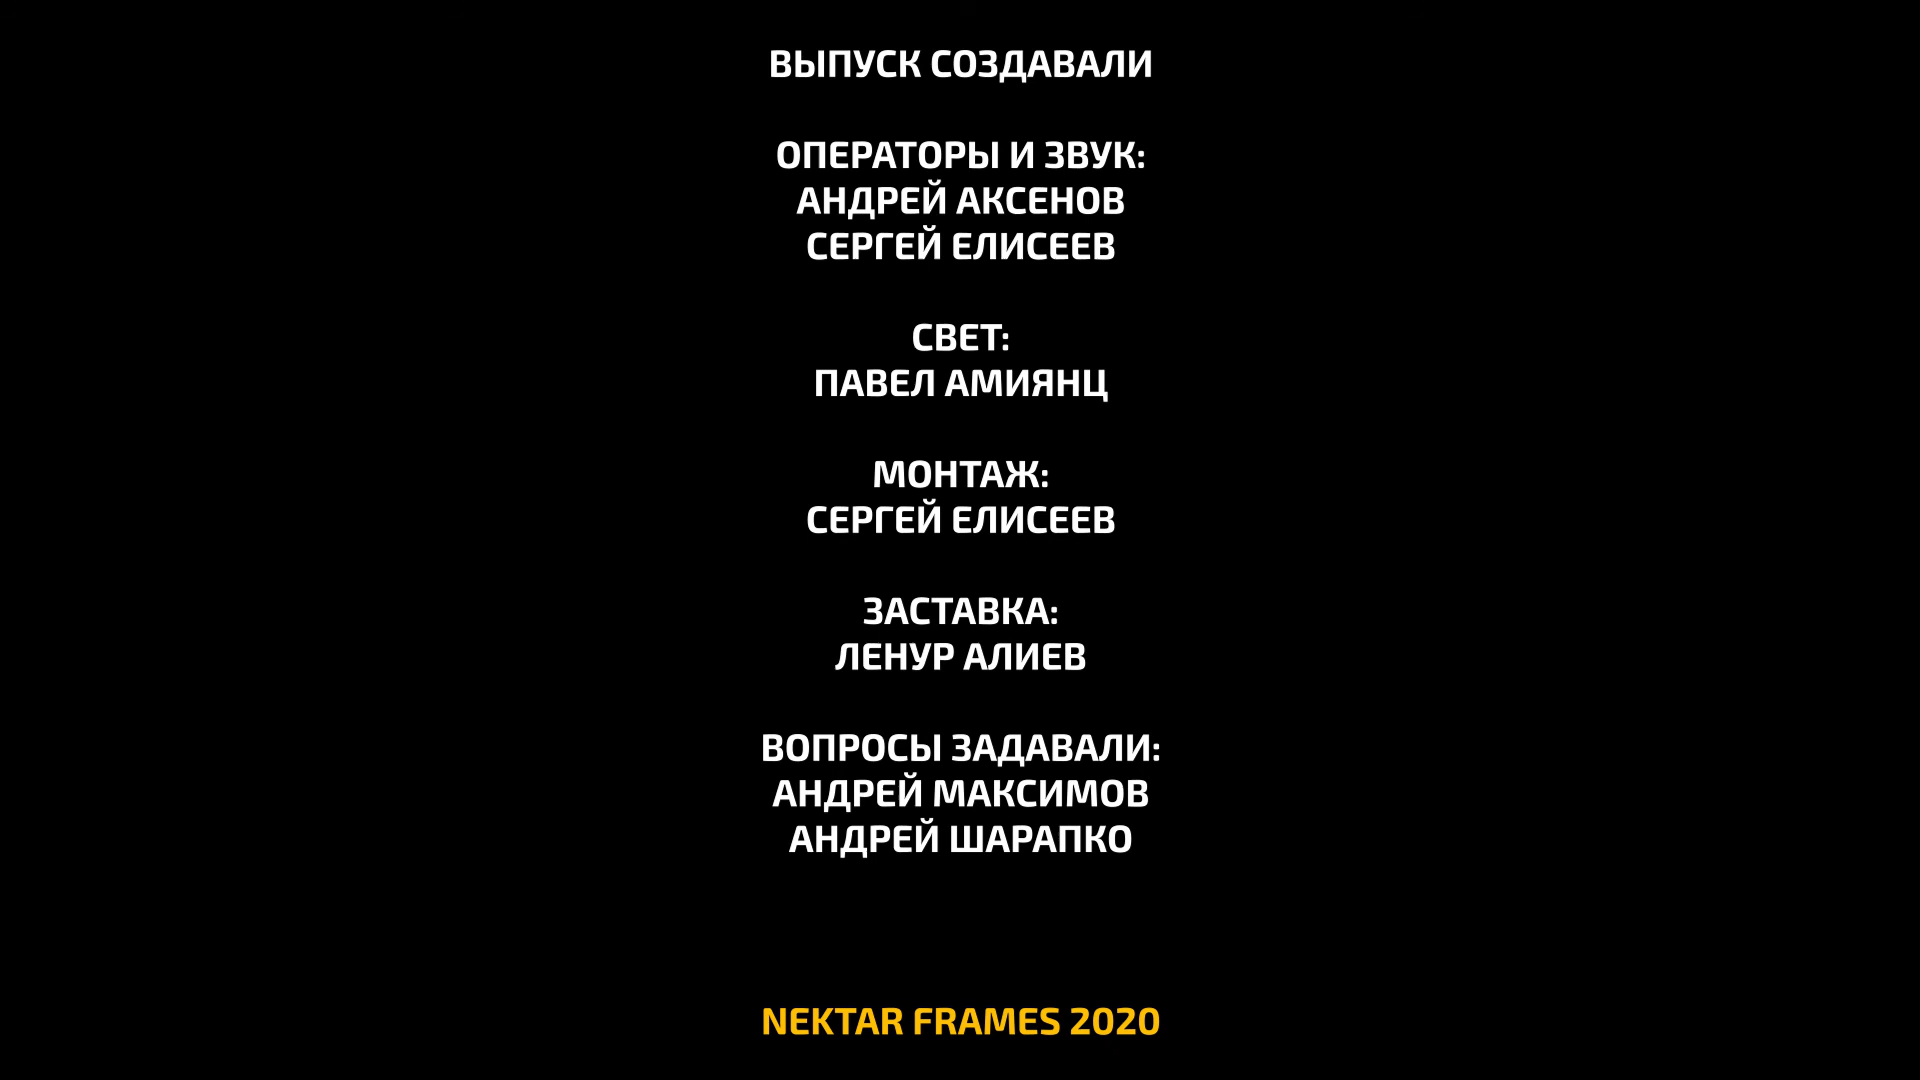 ВЫПУСК СОЗДАВАЛИ
ОПЕРАТОРЫ И ЗВУК:
АНДРЕЙ АКСЕНОВ
СЕРГЕЙ ЕЛИСЕЕВ
СВЕТ:
ПАВЕЛ АМИЯНЦ
МОНТАЖ:
СЕРГЕЙ ЕЛИСЕЕВ
ЗАСТАВКА:
ЛЕНУР АЛИЕВ
ВОПРОСЫ ЗАДАВАЛИ:
АНДРЕЙ МАКСИМОВ
АНДРЕЙ ШАРАПКО
NEKTAR FRAMES 2020